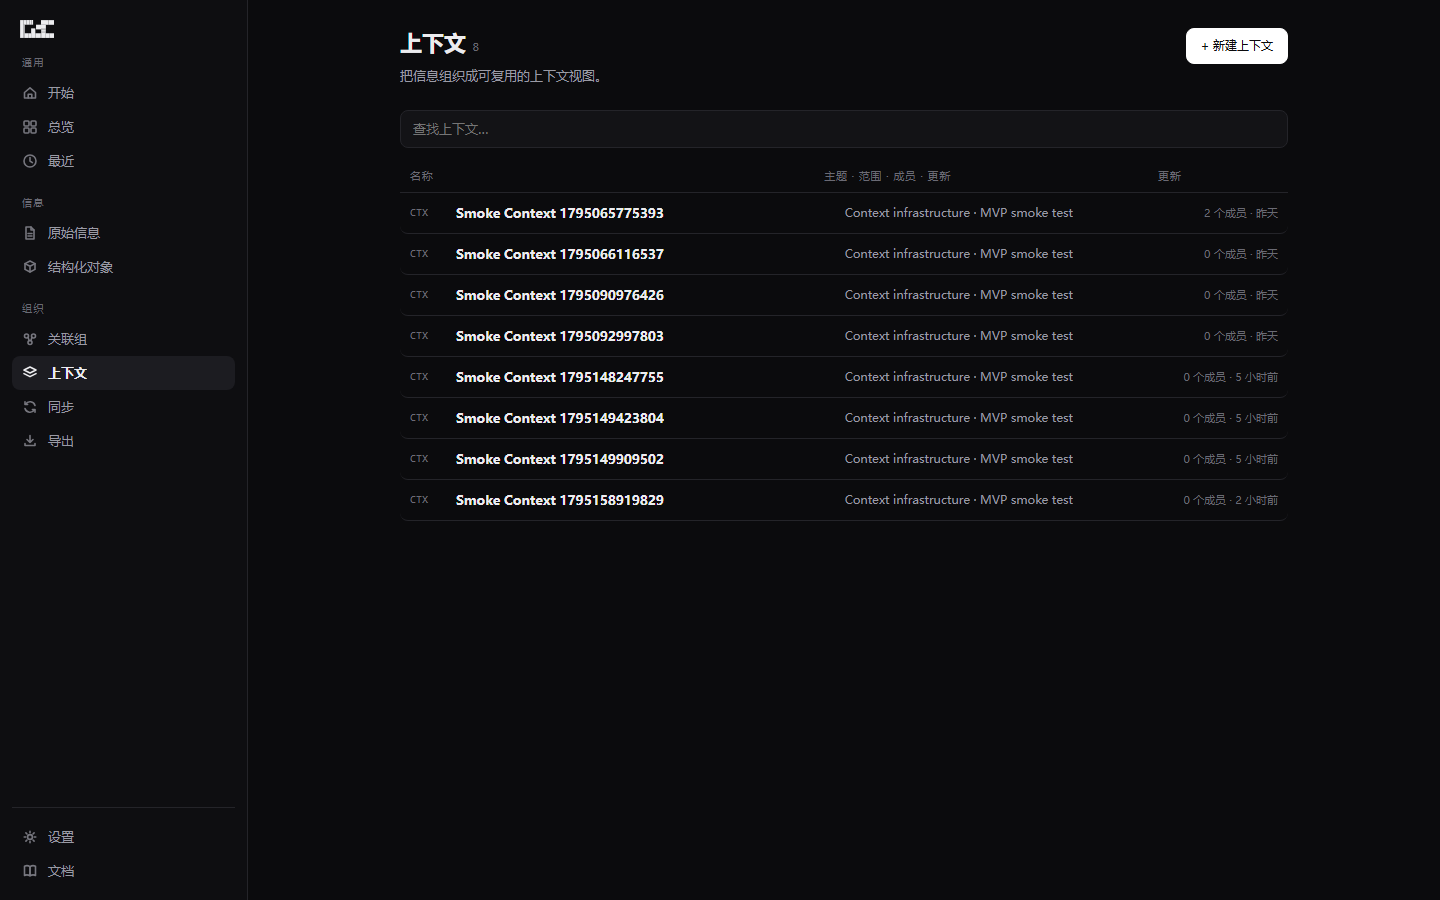 通用
开始
总览
最近
信息
原始信息
结构化对象
组织
关联组
上下文
同步
导出
设置
文档
上下文 8
+ 新建上下文
把信息组织成可复用的上下文视图。
查找上下文...
名称 主题 · 范围 · 成员 · 更新 更新
CTX Smoke Context 1795065775393 Context infrastructure · MVP smoke test 2 个成员 · 昨天
CTX Smoke Context 1795066116537 Context infrastructure · MVP smoke test 0 个成员 · 昨天
CTX Smoke Context 1795090976426 Context infrastructure · MVP smoke test 0 个成员 · 昨天
CTX Smoke Context 1795092997803 Context infrastructure · MVP smoke test 0 个成员 · 昨天
CTX Smoke Context 1795148247755 Context infrastructure · MVP smoke test 0 个成员 · 5 小时前
CTX Smoke Context 1795149423804 Context infrastructure · MVP smoke test 0 个成员 · 5 小时前
CTX Smoke Context 1795149909502 Context infrastructure · MVP smoke test 0 个成员 · 5 小时前
CTX Smoke Context 1795158919829 Context infrastructure · MVP smoke test 0 个成员 · 2 小时前